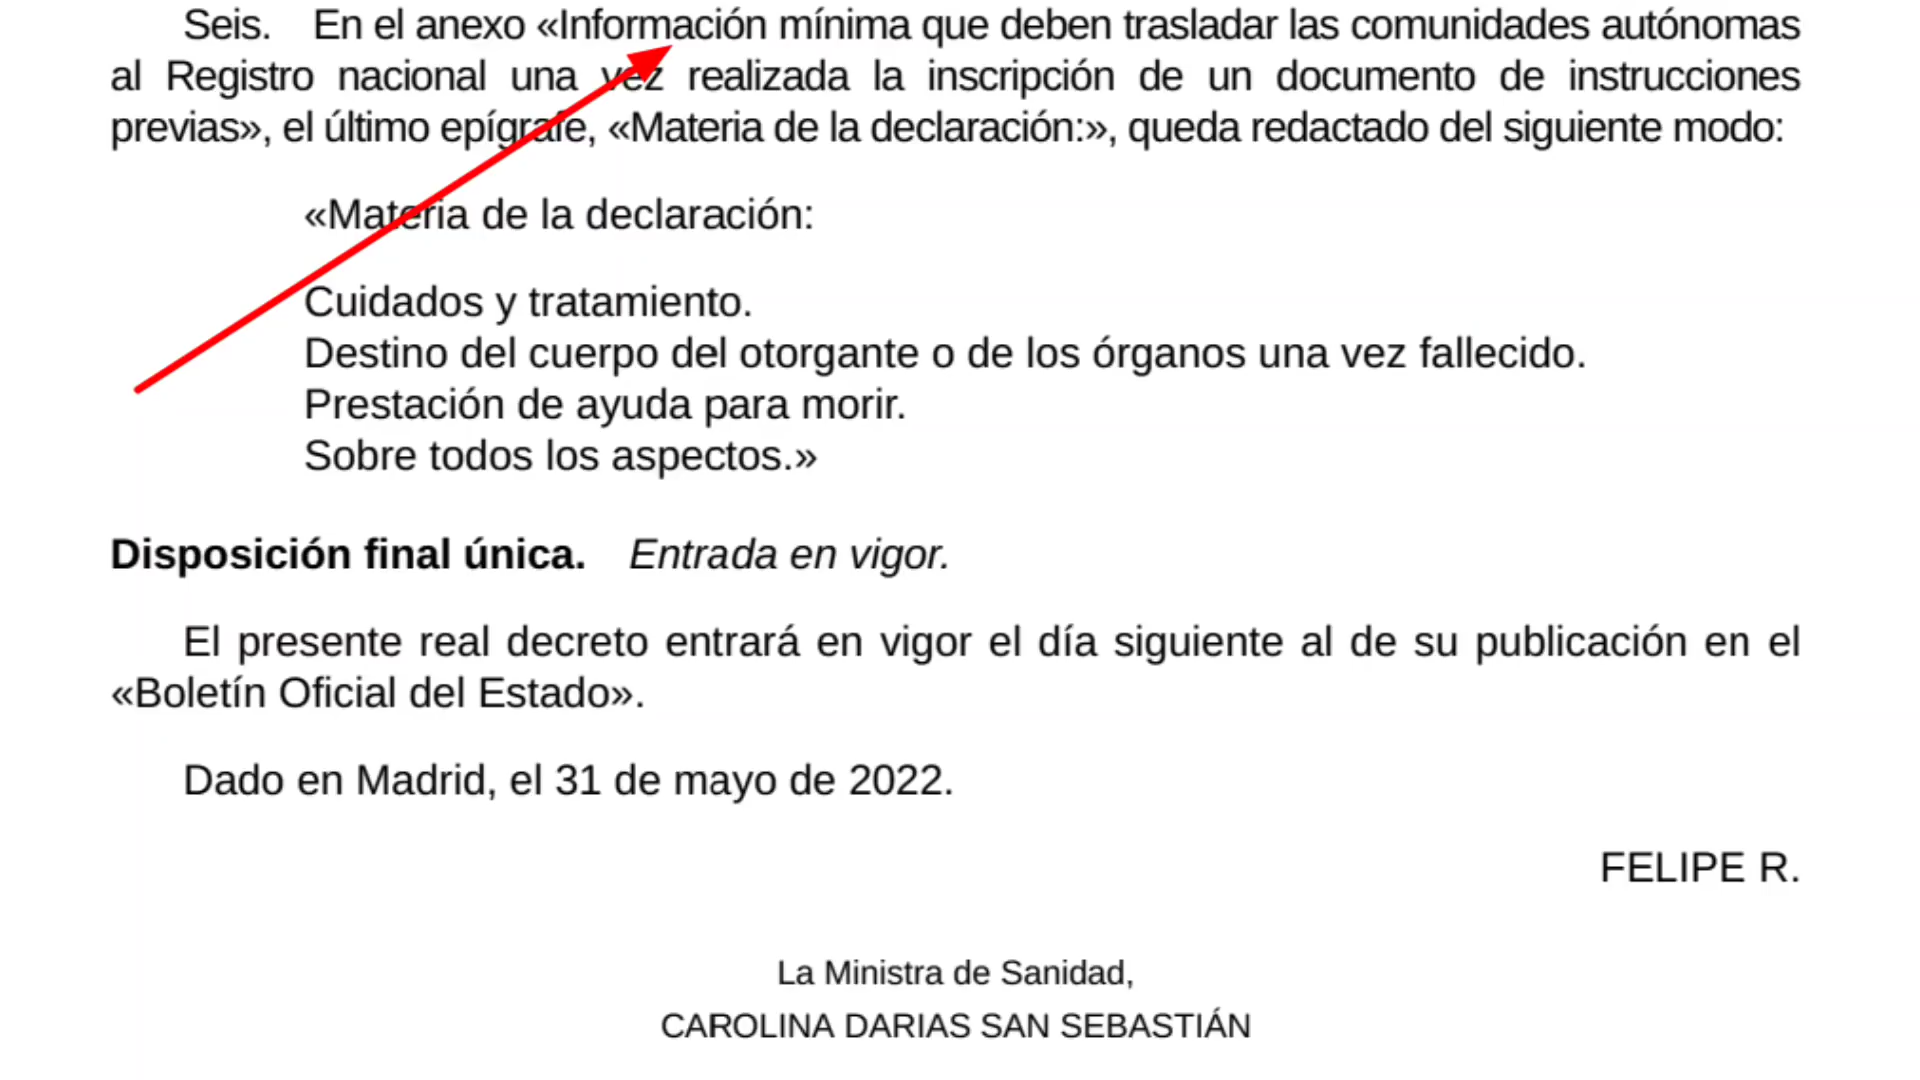 Seis. En el anexo «Información mínima que deben trasladar las comunidades autónomas
al Registro nacional una vez realizada la inscripción de un documento de instrucciones
previas», el último epígrafe, «Materia de la declaración:», queda redactado del siguiente modo:
«Materia de la declaración:
Cuidados y tratamiento.
Destino del cuerpo del otorgante o de los órganos una vez fallecido.
Prestación de ayuda para morir.
Sobre todos los aspectos.»
Disposición final única. Entrada en vigor.
El presente real decreto entrará en vigor el día siguiente al de su publicación en el
«Boletín Oficial del Estado».
Dado en Madrid, el 31 de mayo de 2022.
FELIPE R.
La Ministra de Sanidad,
CAROLINA DARIAS SAN SEBASTIÁN